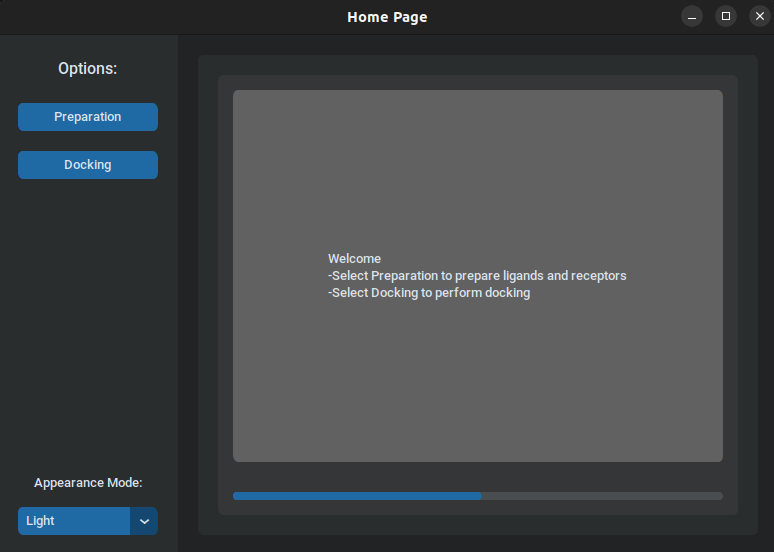 Home Page
Options:
Preparation
Docking
Welcome
-Select Preparation to prepare ligands and receptors
-Select Docking to perform docking
Appearance Mode:
Light